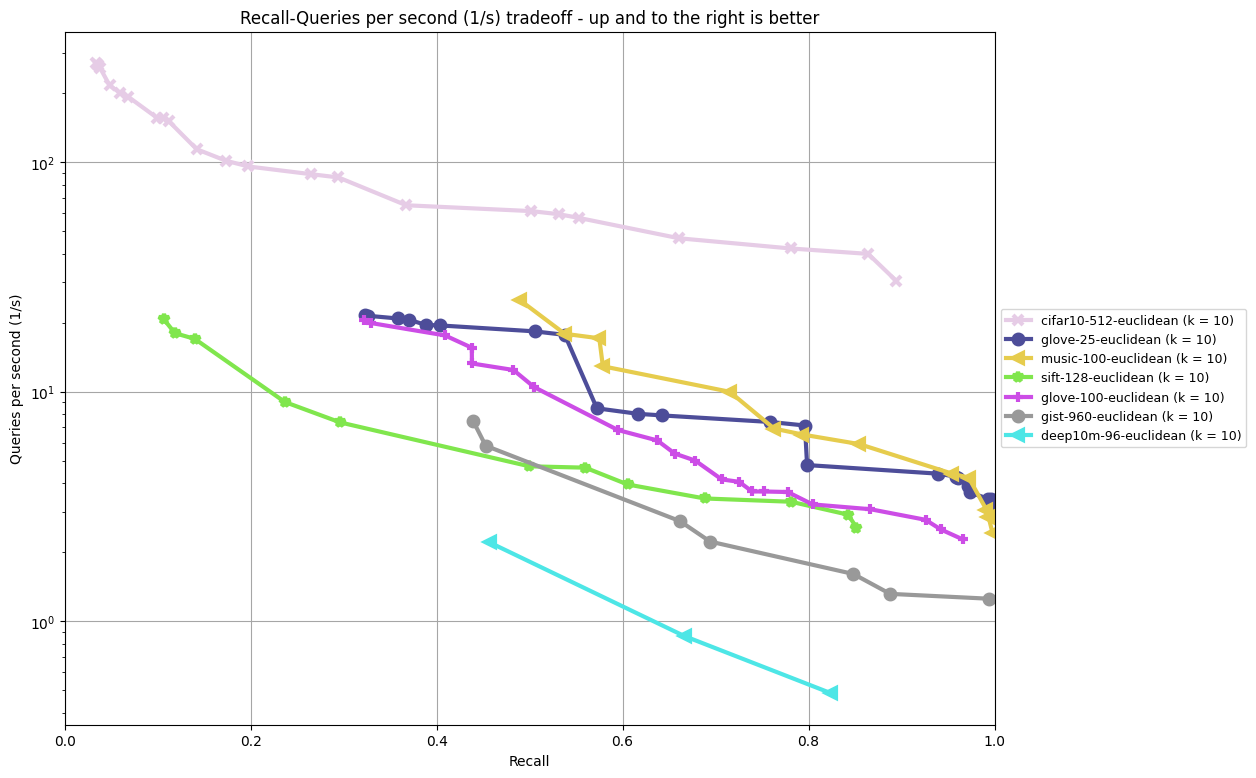 Recall-Queries per second (1/s) tradeoff - up and to the right is better
Queries per second (1/s)
10²
10¹
10⁰
0.0 0.2 0.4 0.6 0.8 1.0
Recall
cifar10-512-euclidean (k = 10)
glove-25-euclidean (k = 10)
music-100-euclidean (k = 10)
sift-128-euclidean (k = 10)
glove-100-euclidean (k = 10)
gist-960-euclidean (k = 10)
deep10m-96-euclidean (k = 10)